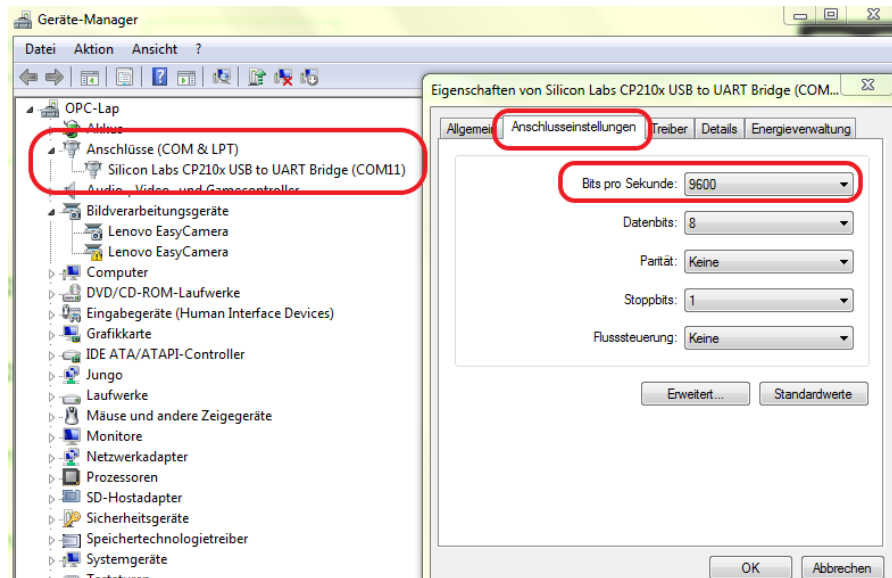 Geräte-Manager
Datei Aktion Ansicht ?
OPC-Lap
Akkus
Anschlüsse (COM & LPT)
Silicon Labs CP210x USB to UART Bridge (COM11)
Audio-, Video- und Gamecontroller
Bildverarbeitungsgeräte
Lenovo EasyCamera
Lenovo EasyCamera
Computer
DVD/CD-ROM-Laufwerke
Eingabegeräte (Human Interface Devices)
Grafikkarte
IDE ATA/ATAPI-Controller
Jungo
Laufwerke
Mäuse und andere Zeigegeräte
Monitore
Netzwerkadapter
Prozessoren
SD-Hostadapter
Sicherheitsgeräte
Speichertechnologietreiber
Systemgeräte
Tastaturen
Eigenschaften von Silicon Labs CP210x USB to UART Bridge (COM...
Allgemein Anschlusseinstellungen Treiber Details Energieverwaltung
Bits pro Sekunde: 9600
Datenbits: 8
Parität: Keine
Stoppbits: 1
Flusssteuerung: Keine
Erweitert... Standardwerte
OK Abbrechen